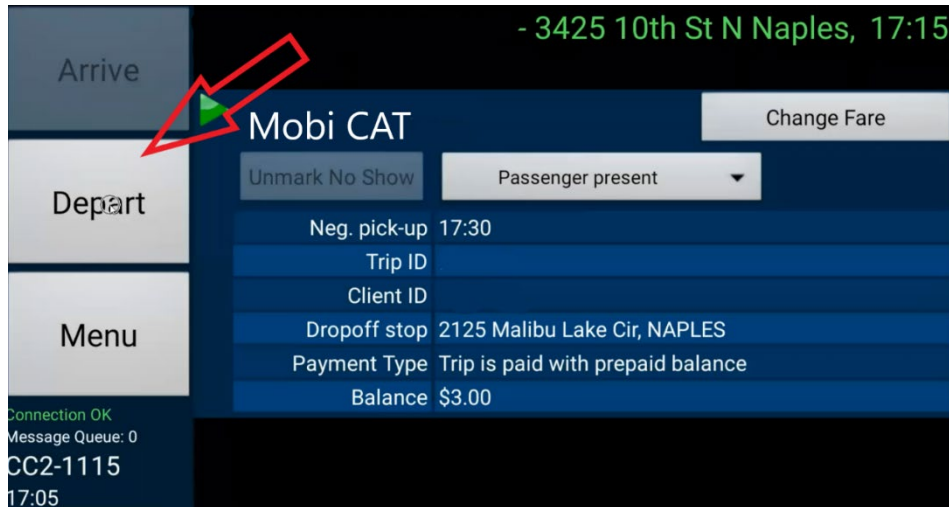 - 3425 10th St N Naples, 17:15
Arrive
Mobi CAT
Change Fare
Depart
Unmark No Show
Passenger present
Neg. pick-up 17:30
Trip ID
Client ID
Menu
Dropoff stop 2125 Malibu Lake Cir, NAPLES
Payment Type Trip is paid with prepaid balance
Balance $3.00
Connection OK
Message Queue: 0
CC2-1115
17:05